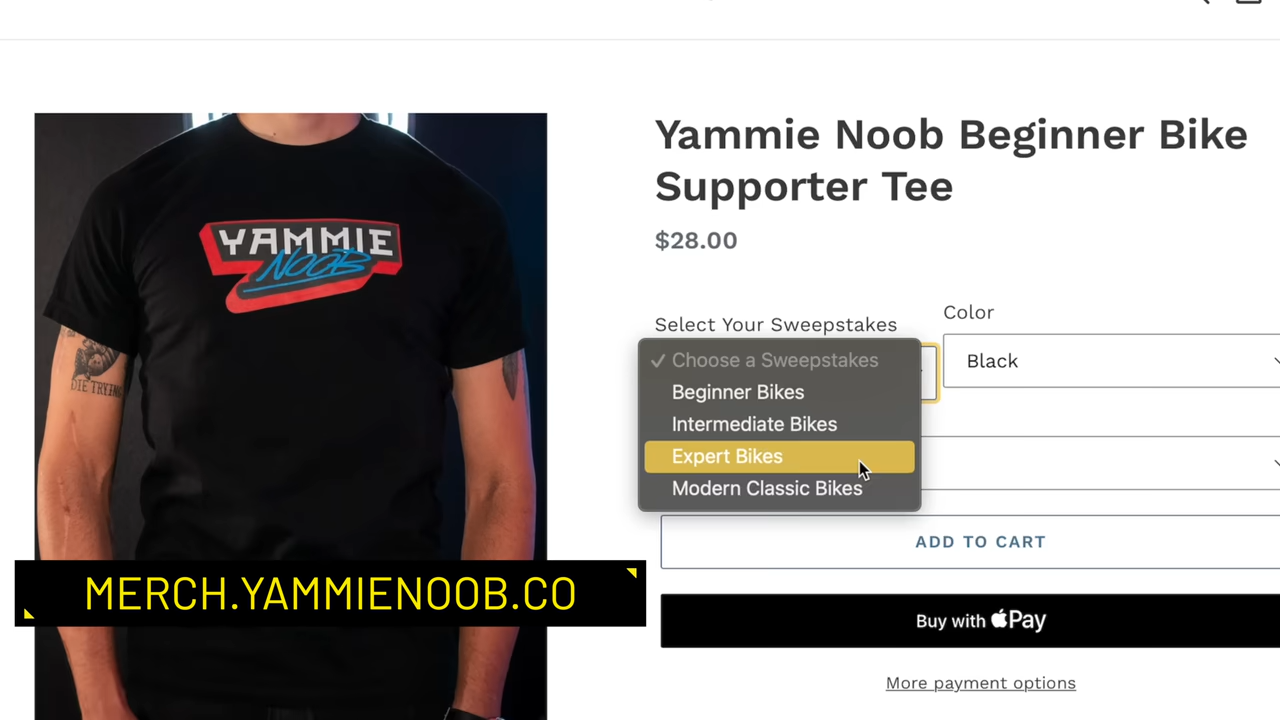 Yammie Noob Beginner Bike
Supporter Tee
$28.00
YAMMIE
NOOB
Select Your Sweepstakes
Color
Choose a Sweepstakes
Black
Beginner Bikes
Intermediate Bikes
Expert Bikes
Modern Classic Bikes
DIE TRYING
ADD TO CART
MERCH.YAMMIENOOB.CO
Buy with Pay
More payment options